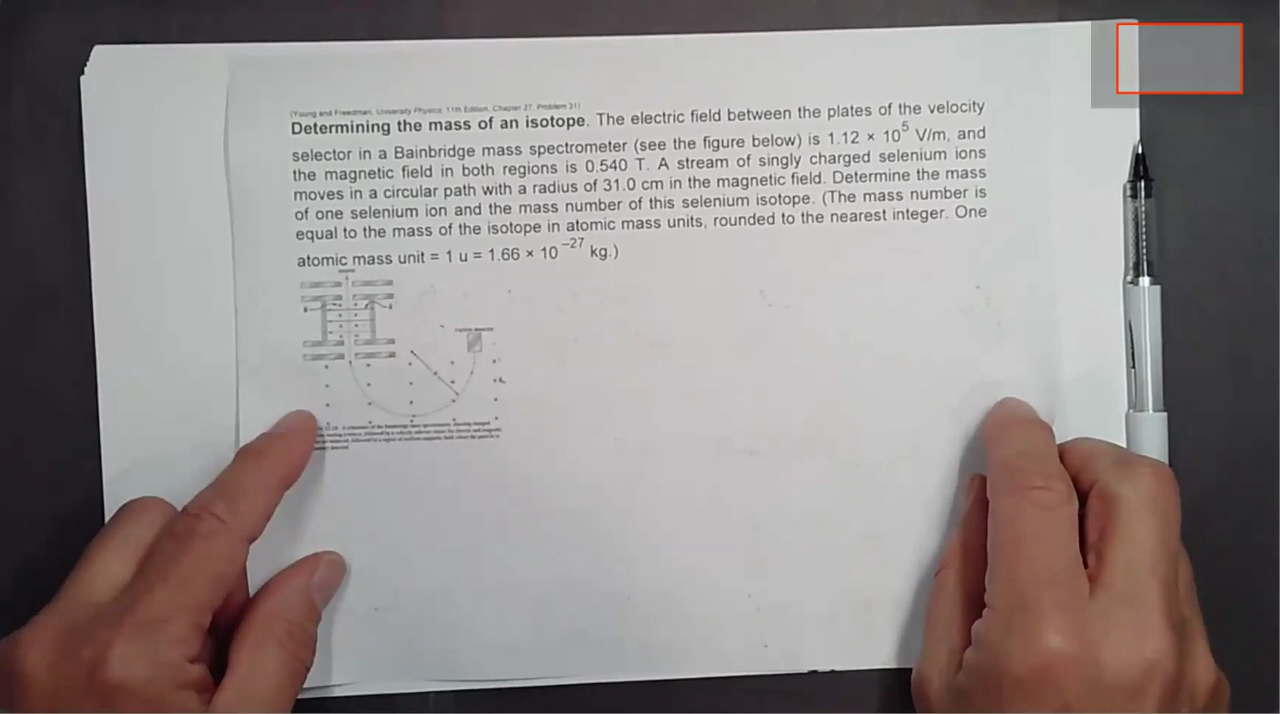 (Young and Freedman, University Physics, 11th Edition, Chapter 27, Problem 31)
Determining the mass of an isotope. The electric field between the plates of the velocity
selector in a Bainbridge mass spectrometer (see the figure below) is 1.12 × 10⁵ V/m, and
the magnetic field in both regions is 0.540 T. A stream of singly charged selenium ions
moves in a circular path with a radius of 31.0 cm in the magnetic field. Determine the mass
of one selenium ion and the mass number of this selenium isotope. (The mass number is
equal to the mass of the isotope in atomic mass units, rounded to the nearest integer. One
atomic mass unit = 1 u = 1.66 × 10⁻²⁷ kg.)